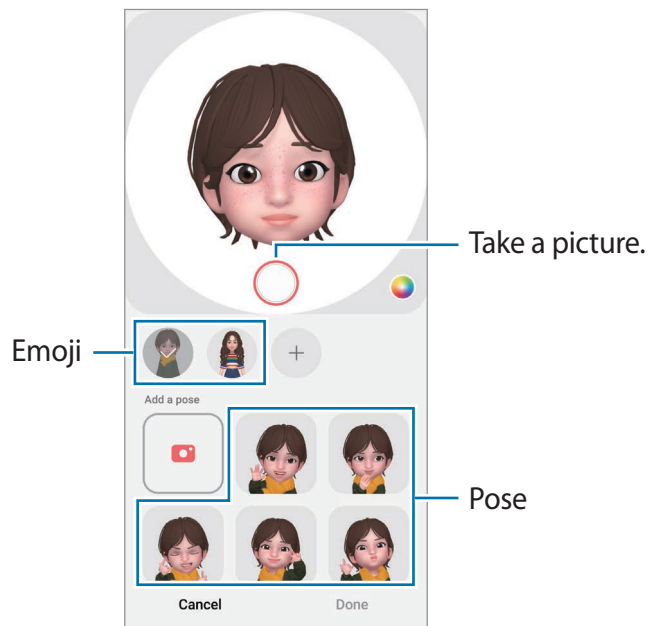 Take a picture.
Emoji
Add a pose
Pose
Cancel
Done